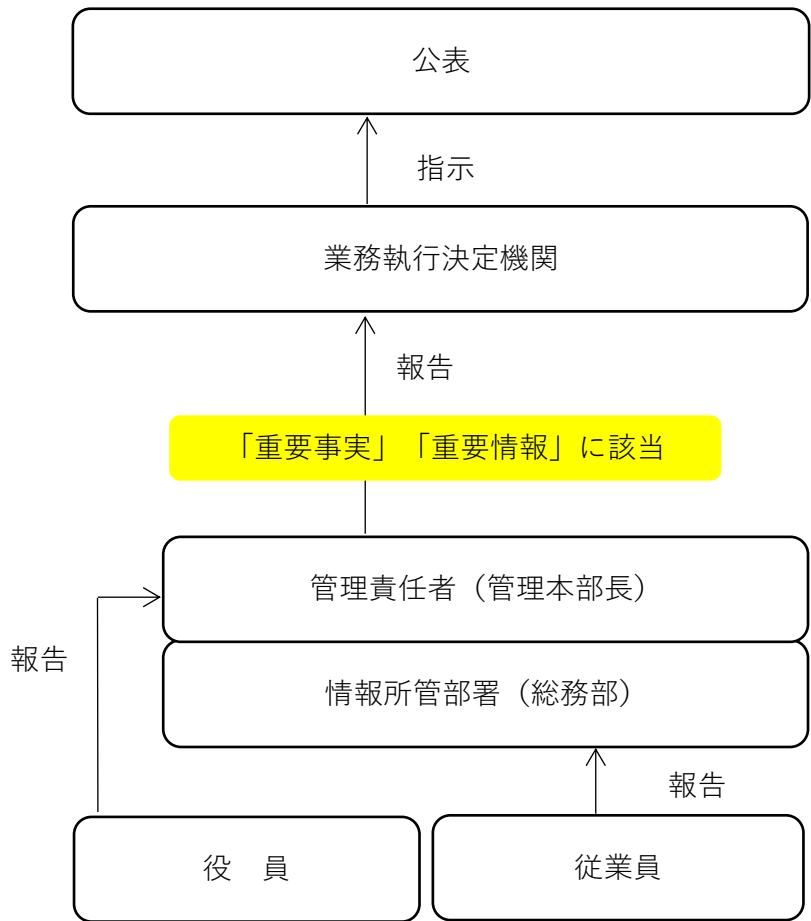 公表
指示
業務執行決定機関
報告
「重要事実」「重要情報」に該当
管理責任者（管理本部長）
報告
情報所管部署（総務部）
報告
役　員
従業員